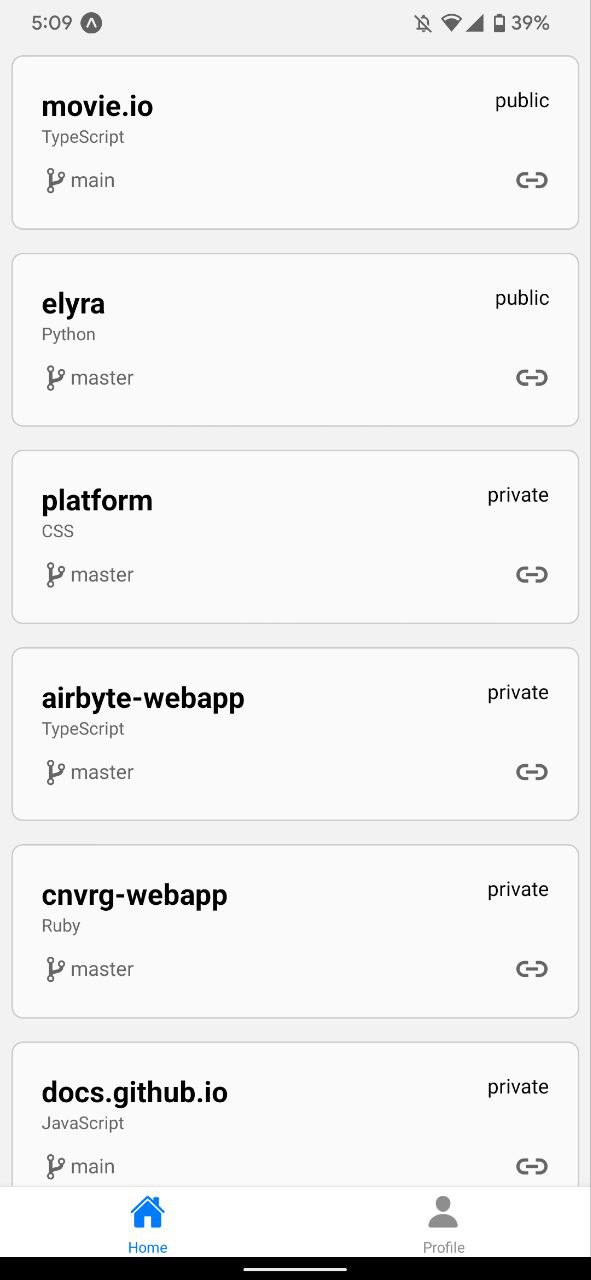 5:09 39%
movie.io public
TypeScript
main
elyra public
Python
master
platform private
CSS
master
airbyte-webapp private
TypeScript
master
cnvrg-webapp private
Ruby
master
docs.github.io private
JavaScript
main
Home Profile